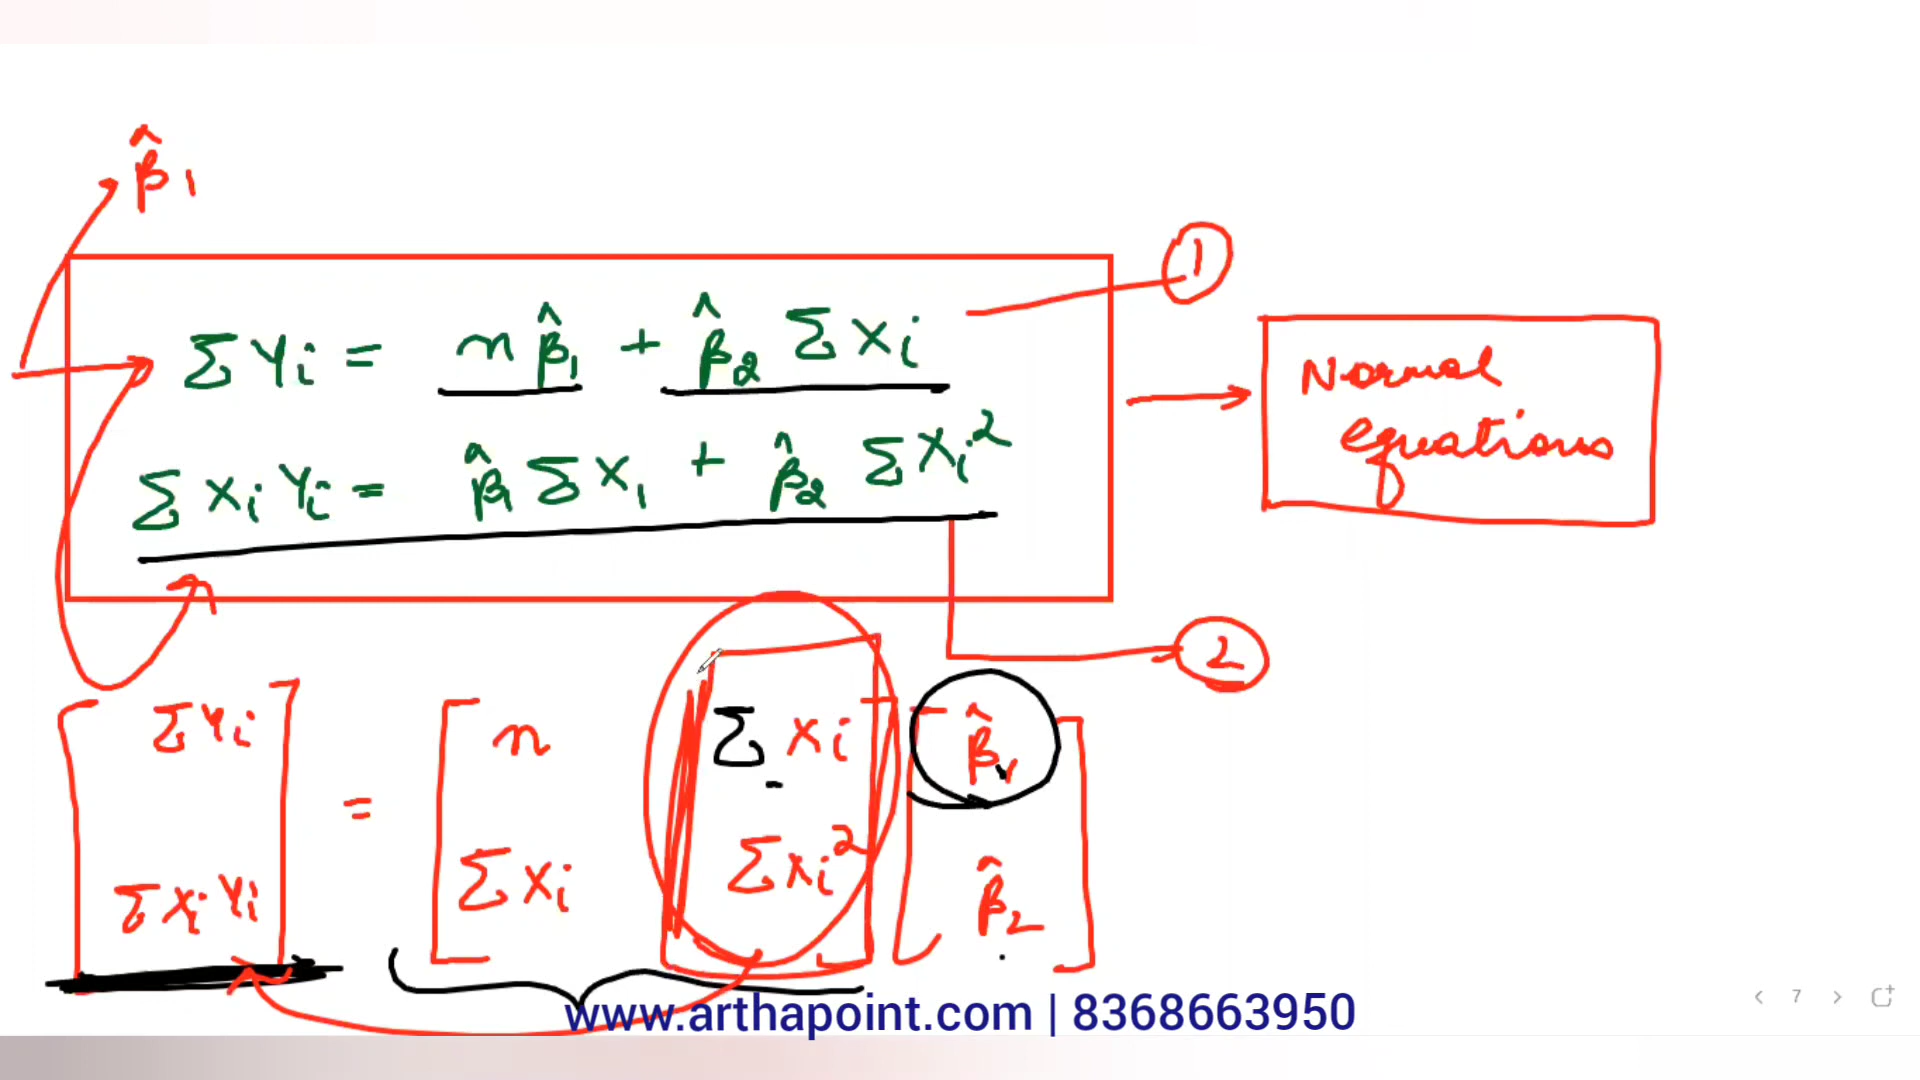 β̂1
1
ΣYi = nβ̂1 + β̂2 ΣXi
Normal equations
ΣXiYi = β̂1 ΣX1 + β̂2 ΣXi²
2
[ΣYi] = [n ΣXi] [β̂1]
[ΣXiYi] [ΣXi ΣXi²] [β̂2]
7
www.arthapoint.com | 8368663950